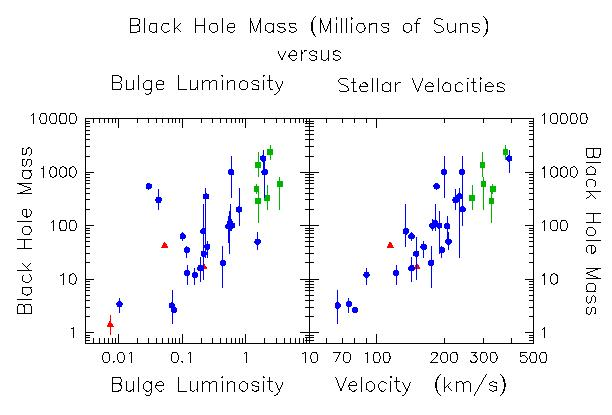 Black Hole Mass (Millions of Suns)
versus
Bulge Luminosity
Stellar Velocities
10000
1000
100
10
1
Black Hole Mass
0.01 0.1 1
Bulge Luminosity
10000
1000
100
10
1
Black Hole Mass
10 70 100 200 300 500
Velocity (km/s)